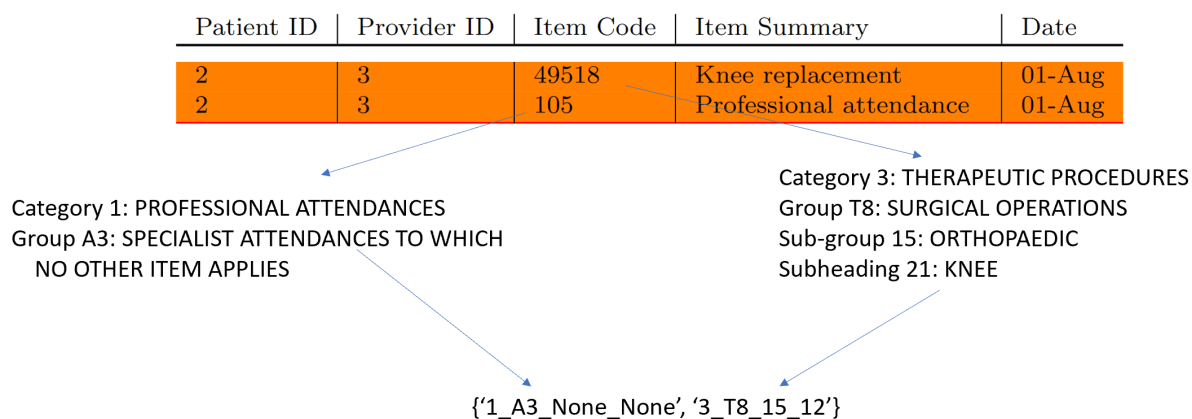 Patient ID Provider ID Item Code Item Summary Date
2 3 49518 Knee replacement 01-Aug
2 3 105 Professional attendance 01-Aug
Category 1: PROFESSIONAL ATTENDANCES
Group A3: SPECIALIST ATTENDANCES TO WHICH
NO OTHER ITEM APPLIES
Category 3: THERAPEUTIC PROCEDURES
Group T8: SURGICAL OPERATIONS
Sub-group 15: ORTHOPAEDIC
Subheading 21: KNEE
{‘1_A3_None_None’, ‘3_T8_15_12’}